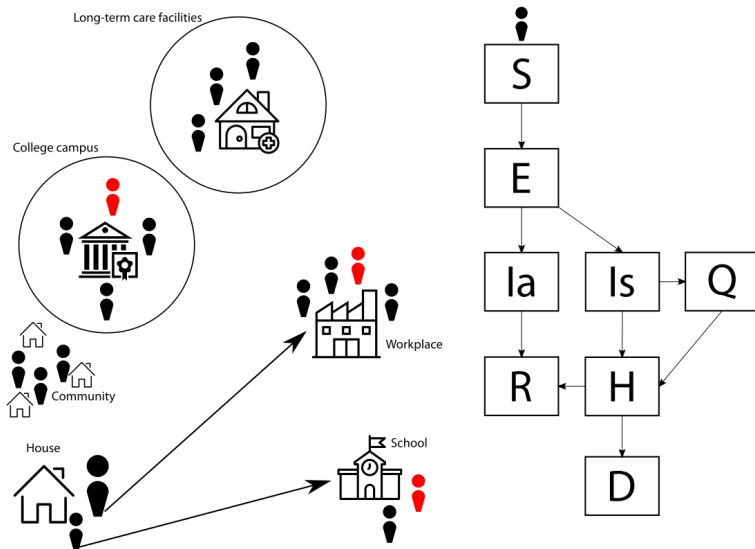 Long-term care facilities
College campus
Workplace
Community
House
School
S
E
Ia
Is
Q
R
H
D